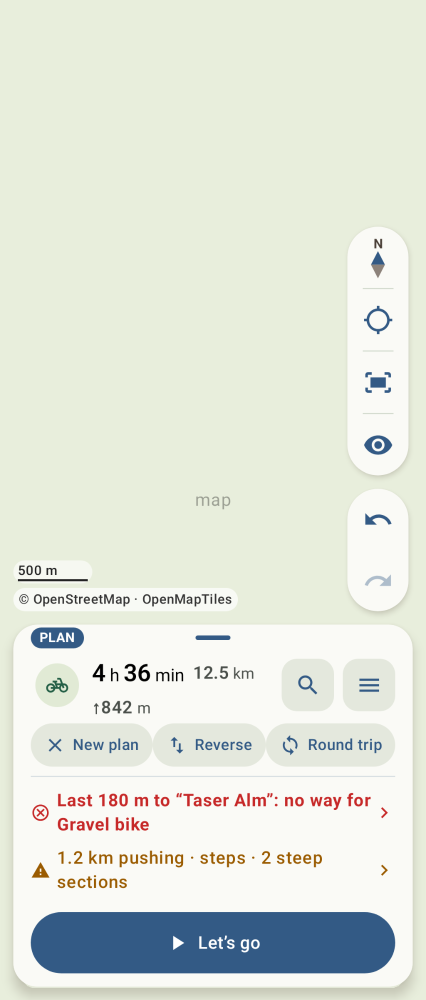 N
map
500 m
© OpenStreetMap · OpenMapTiles
PLAN
4 h 36 min 12.5 km
↑842 m
New plan
Reverse
Round trip
Last 180 m to “Taser Alm”: no way for
Gravel bike
1.2 km pushing · steps · 2 steep
sections
Let’s go